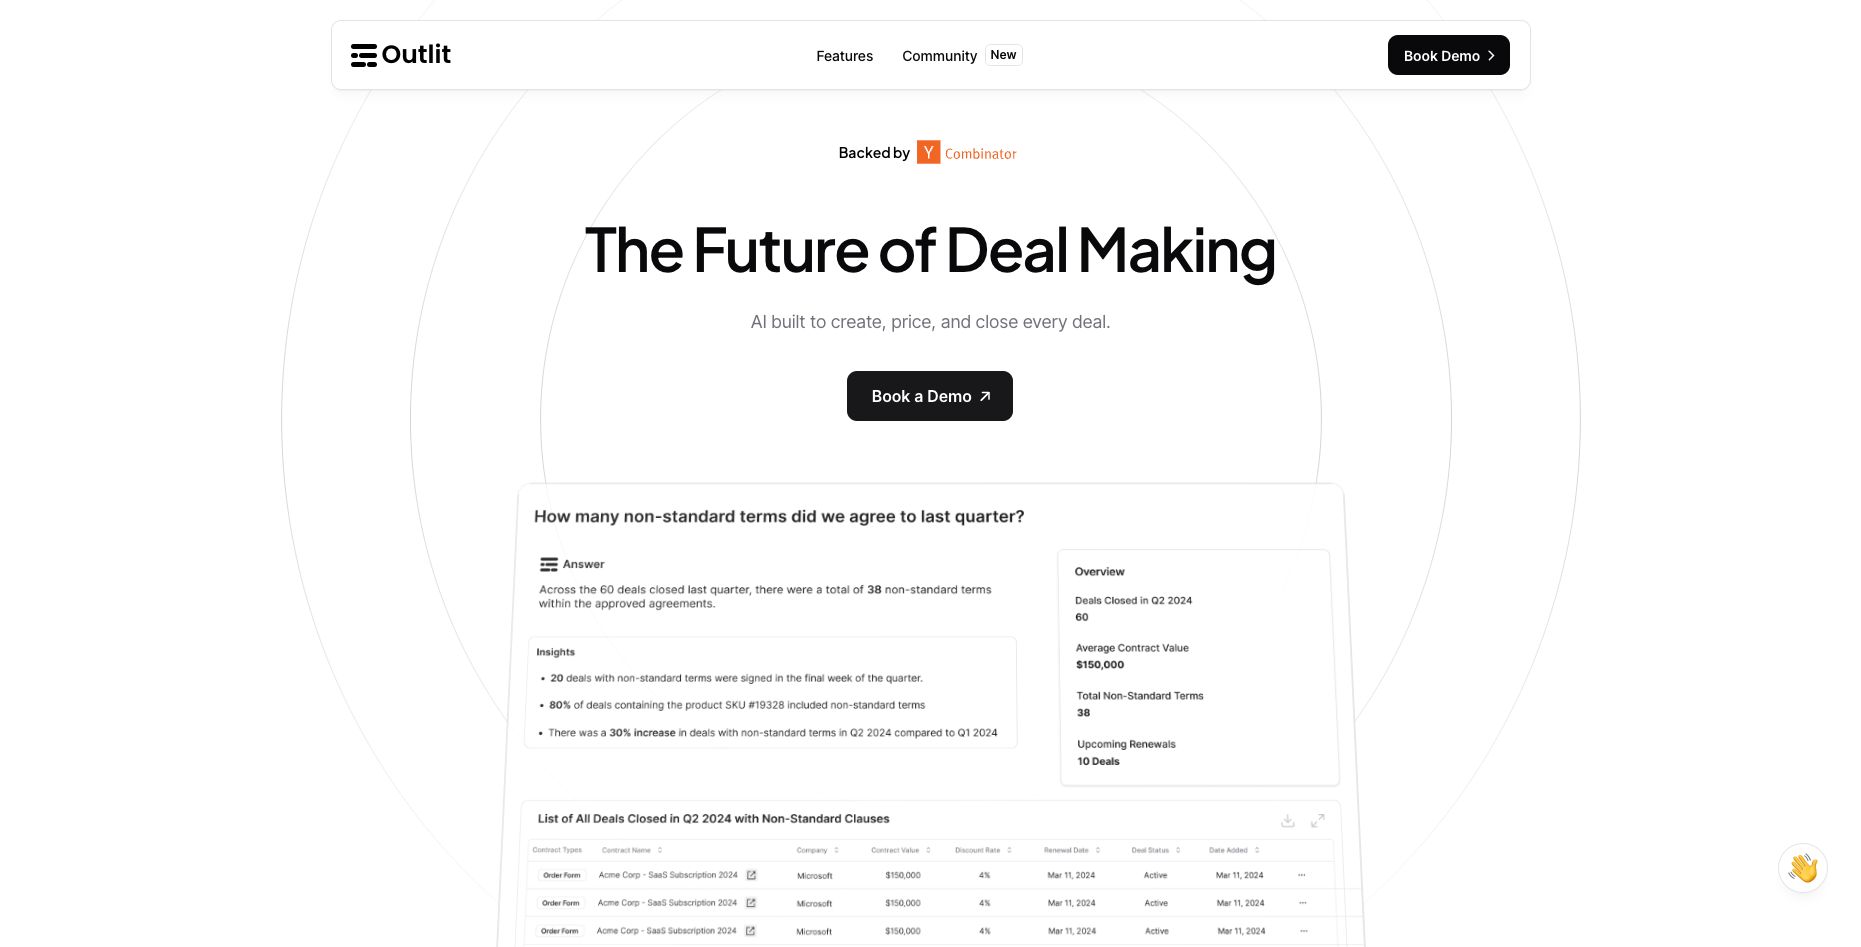 Outlit
Features
Community New
Book Demo
Backed by Y Combinator
The Future of Deal Making
AI built to create, price, and close every deal.
Book a Demo
How many non-standard terms did we agree to last quarter?
Answer
Across the 60 deals closed last quarter, there were a total of 38 non-standard terms
within the approved agreements.
Insights
• 20 deals with non-standard terms were signed in the final week of the quarter.
• 80% of deals containing the product SKU #19328 included non-standard terms
• There was a 30% increase in deals with non-standard terms in Q2 2024 compared to Q1 2024
Overview
Deals Closed in Q2 2024
60
Average Contract Value
$150,000
Total Non-Standard Terms
38
Upcoming Renewals
10 Deals
List of All Deals Closed in Q2 2024 with Non-Standard Clauses
Contract Types Contract Name Company Contract Value Discount Rate Renewal Date Deal Status Date Added
Order Form Acme Corp - SaaS Subscription 2024 Microsoft $150,000 4% Mar 11, 2024 Active Mar 11, 2024 ...
Order Form Acme Corp - SaaS Subscription 2024 Microsoft $150,000 4% Mar 11, 2024 Active Mar 11, 2024 ...
Order Form Acme Corp - SaaS Subscription 2024 Microsoft $150,000 4% Mar 11, 2024 Active Mar 11, 2024 ...